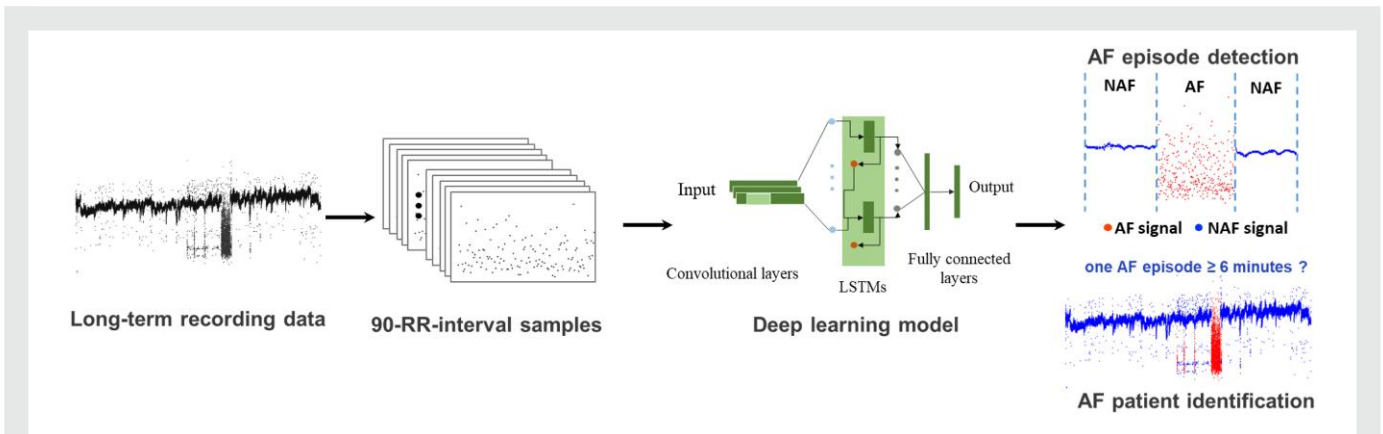 Long-term recording data
90-RR-interval samples
Input
Output
Convolutional layers
LSTMs
Fully connected
layers
Deep learning model
AF episode detection
NAF
AF
NAF
AF signal
NAF signal
one AF episode ≥ 6 minutes ?
AF patient identification